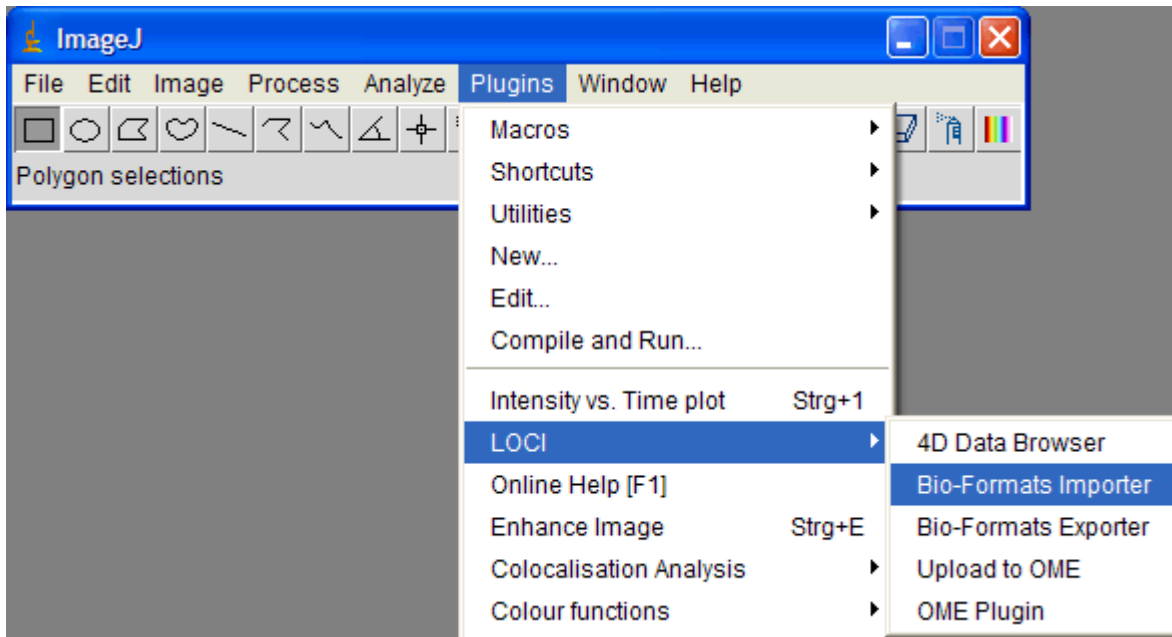 ImageJ
File Edit Image Process Analyze Plugins Window Help
Polygon selections
Macros
Shortcuts
Utilities
New...
Edit...
Compile and Run...
Intensity vs. Time plot Strg+1
LOCI
Online Help [F1]
Enhance Image Strg+E
Colocalisation Analysis
Colour functions
4D Data Browser
Bio-Formats Importer
Bio-Formats Exporter
Upload to OME
OME Plugin